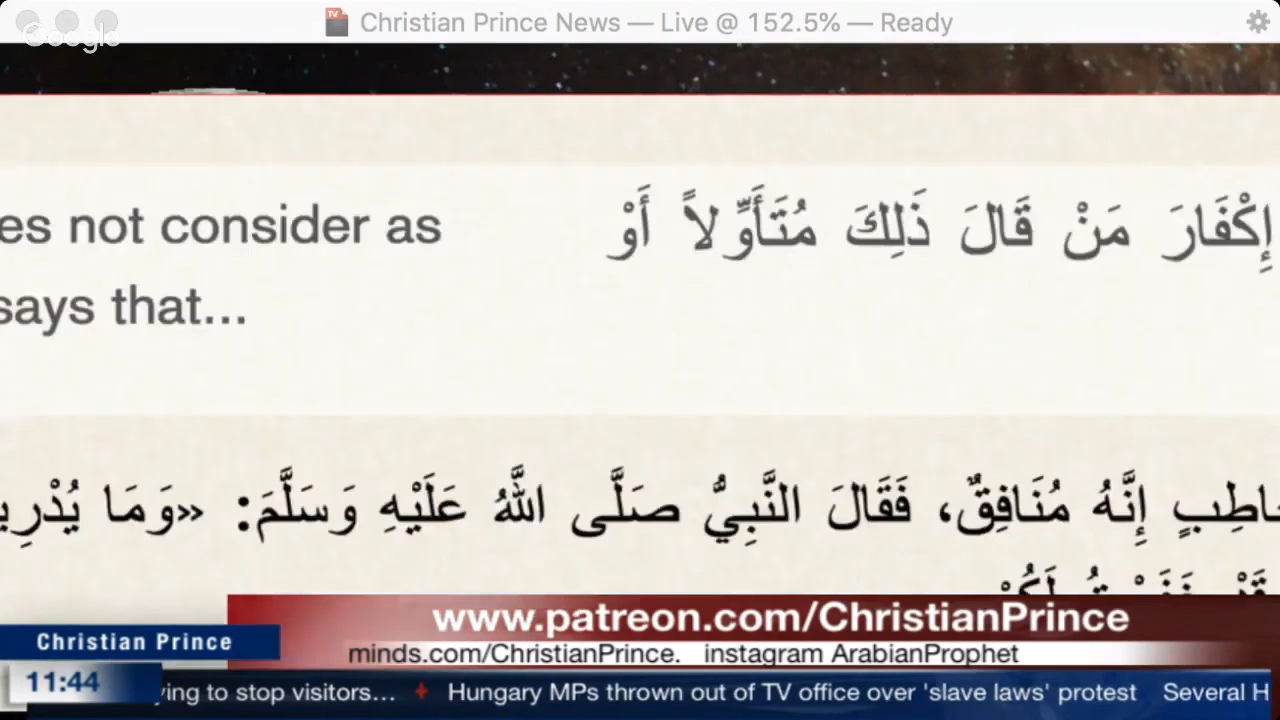 Christian Prince News — Live @ 152.5% — Ready
Google
es not consider as
إِكْفَارَ مَنْ قَالَ ذَلِكَ مُتَأَوِّلاً أَوْ
says that...
اطِبٍ إِنَّهُ مُنَافِقٌ، فَقَالَ النَّبِيُّ صَلَّى اللَّهُ عَلَيْهِ وَسَلَّمَ: «وَمَا يُدْرِي
www.patreon.com/ChristianPrince
Christian Prince
minds.com/ChristianPrince. instagram ArabianProphet
11:44
ying to stop visitors... Hungary MPs thrown out of TV office over 'slave laws' protest Several H